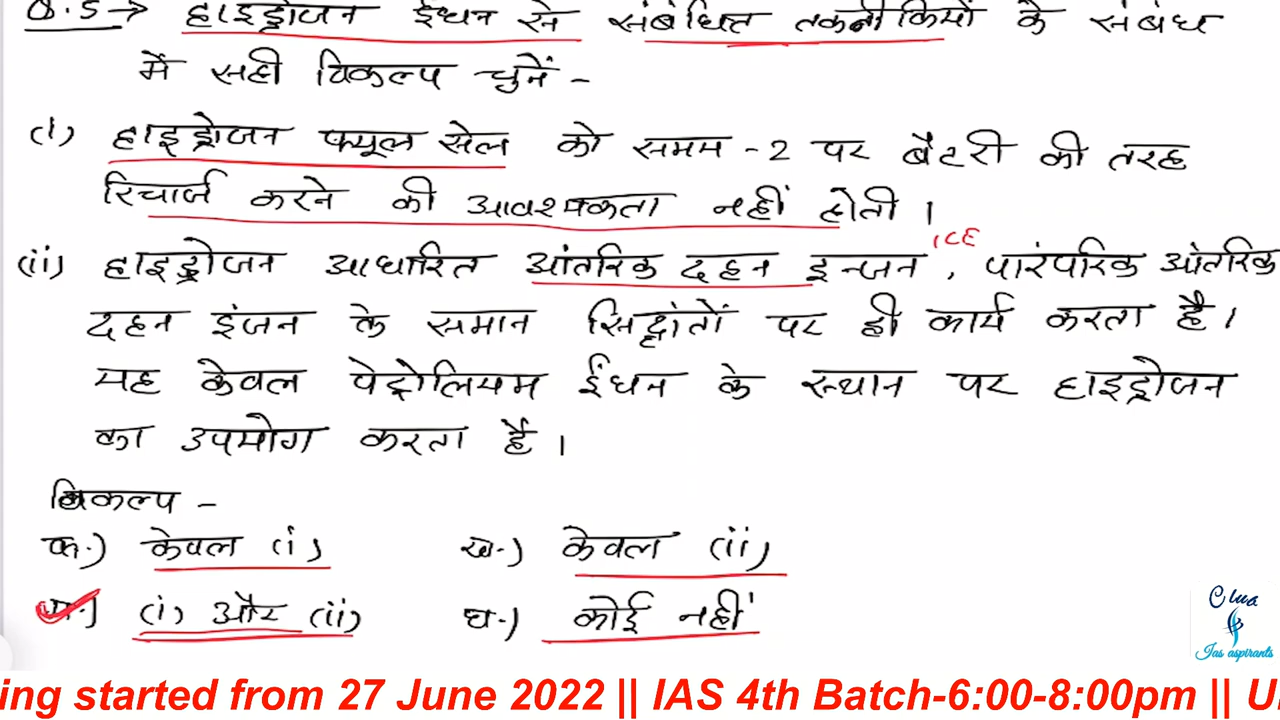 Q.5→ हाइड्रोजन ईंधन से संबंधित तकनीकियों के संबंध
में सही विकल्प चुनें -
(i) हाइड्रोजन फ्यूल सेल को समय -2 पर बैटरी की तरह
रिचार्ज करने की आवश्यकता नहीं होती।
ICE
(ii) हाइड्रोजन आधारित आंतरिक दहन इन्जन, पारंपरिक आंतरिक
दहन इंजन के समान सिद्धांतों पर ही कार्य करता है।
यह केवल पेट्रोलियम ईंधन के स्थान पर हाइड्रोजन
का उपयोग करता है।
विकल्प -
क.) केवल (i) ख.) केवल (ii)
ग.) (i) और (ii) घ.) कोई नहीं
Clua
Ias aspirants
ing started from 27 June 2022 || IAS 4th Batch-6:00-8:00pm || U